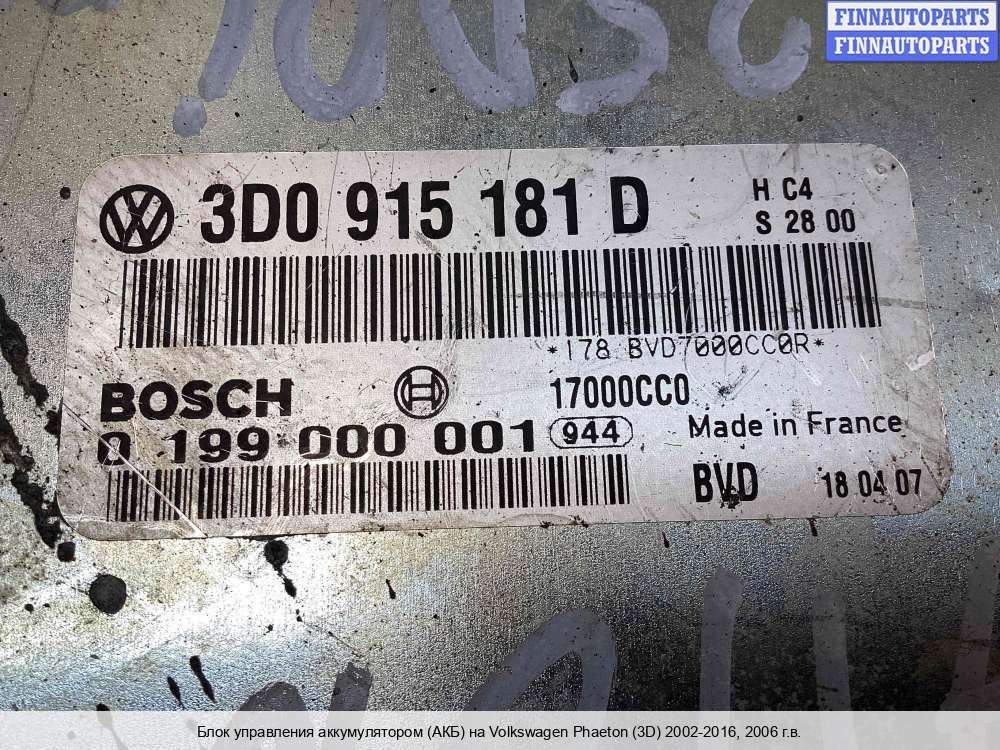 FINNAUTOPARTS
FINNAUTOPARTS
3D0 915 181 D
H C4
S 28 00
*178 BVD7000CC0R*
BOSCH
17000CC0
0 199 000 001 944
Made in France
BVD 18 04 07
Блок управления аккумулятором (АКБ) на Volkswagen Phaeton (3D) 2002-2016, 2006 г.в.